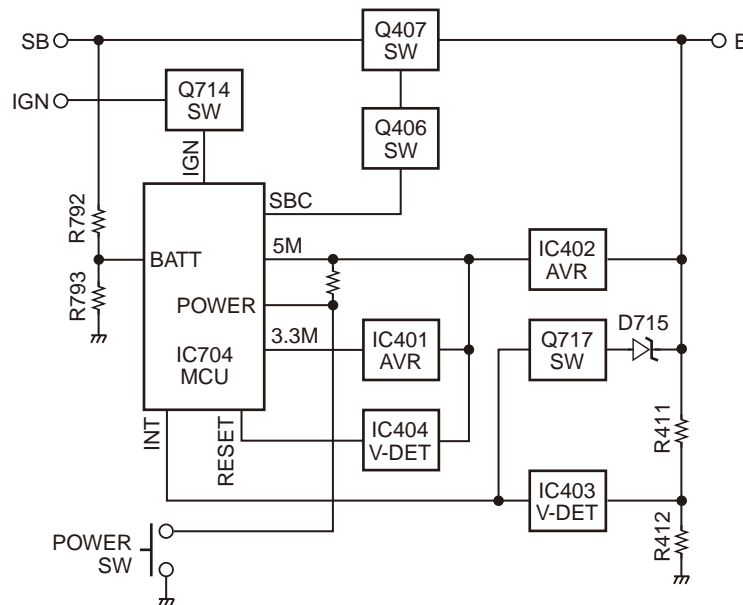 SB
Q407
SW
B
IGN
Q714
SW
Q406
SW
IGN
R792
SBC
5M
BATT
IC402
AVR
R793
POWER
3.3M
IC401
AVR
Q717
SW
D715
IC704
MCU
INT
RESET
IC404
V-DET
R411
IC403
V-DET
R412
POWER
SW